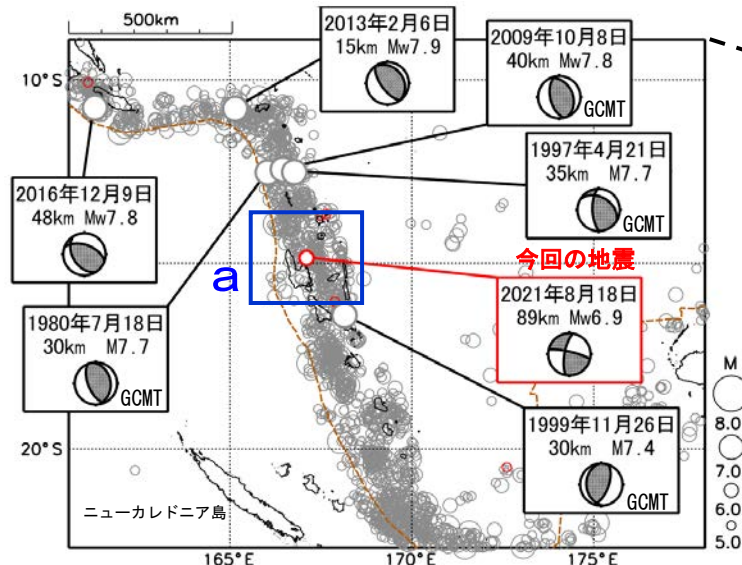 500km
10°S
20°S
165°E
170°E
175°E
2013年2月6日
15km Mw7.9
2009年10月8日
40km Mw7.8
GCMT
1997年4月21日
35km M7.7
GCMT
2016年12月9日
48km Mw7.8
a
今回の地震
2021年8月18日
89km Mw6.9
1980年7月18日
30km M7.7
GCMT
1999年11月26日
30km M7.4
GCMT
ニューカレドニア島
M
8.0
7.0
6.0
5.0